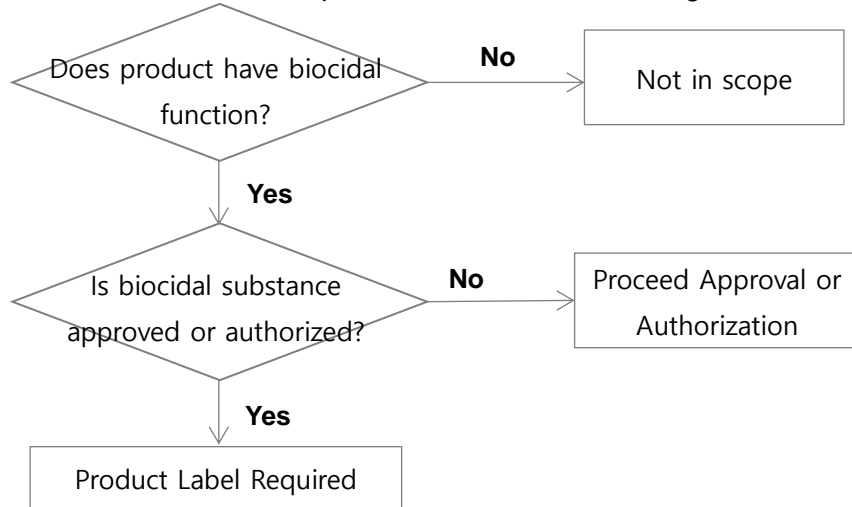 Does product have biocidal
function?
No
Not in scope
Yes
Is biocidal substance
approved or authorized?
No
Proceed Approval or
Authorization
Yes
Product Label Required